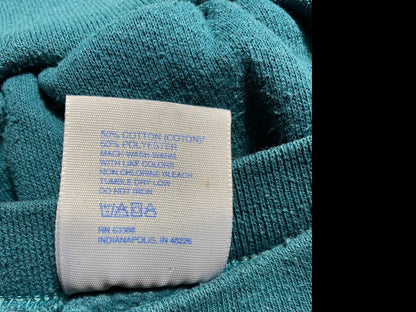 50% COTTON (COTON)/
50% POLYESTER
MACH-WASH-WARM
WITH LIKE COLORS
NON CHLORINE BLEACH
TUMBLE DRY LOW
DO NOT IRON
RN 63386
INDIANAPOLIS, IN 46226